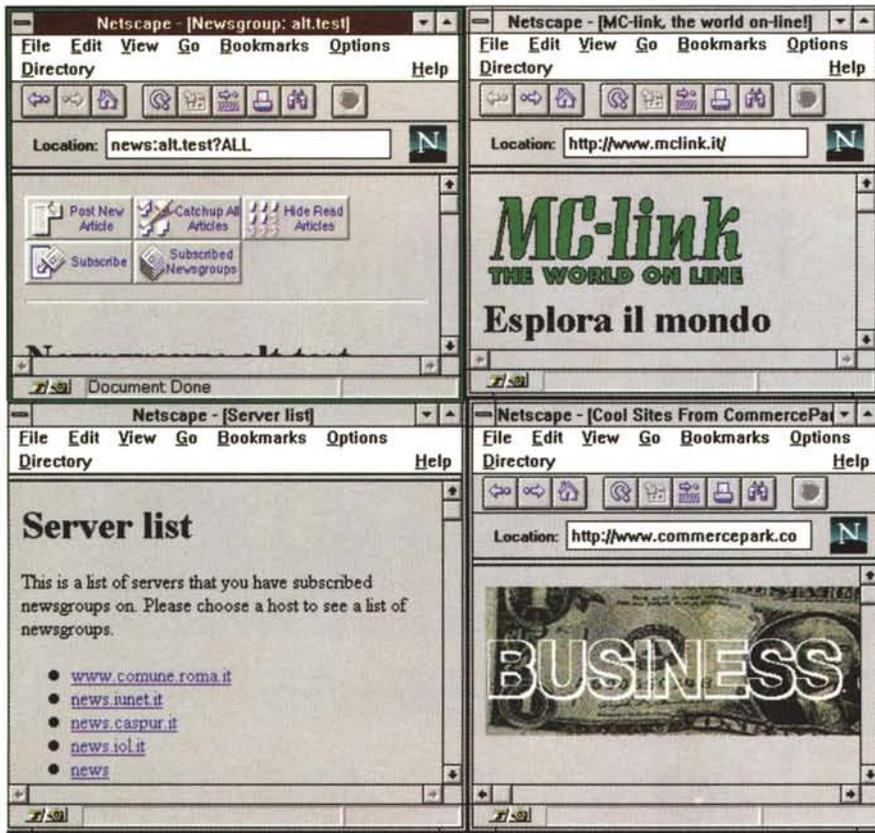 Netscape - [Newsgroup: alt.test]
File Edit View Go Bookmarks Options
Directory Help
Location: news:alt.test?ALL
N
Post New Article
Catchup All Articles
Hide Read Articles
Subscribe
Subscribed Newsgroups
Newsgroup: alt.test
Document: Done
Netscape - [MC-link, the world on-line!]
File Edit View Go Bookmarks Options
Directory Help
Location: http://www.mclink.it/
N
MC-link
THE WORLD ON LINE
Esplora il mondo
Netscape - [Server list]
File Edit View Go Bookmarks Options
Directory Help
Server list
This is a list of servers that you have subscribed
newsgroups on. Please choose a host to see a list of
newsgroups.
www.comune.roma.it
news.iunet.it
news.caspur.it
news.iol.it
news
Netscape - [Cool Sites From CommercePar
File Edit View Go Bookmarks Options
Directory Help
Location: http://www.commercepark.co
N
BUSINESS